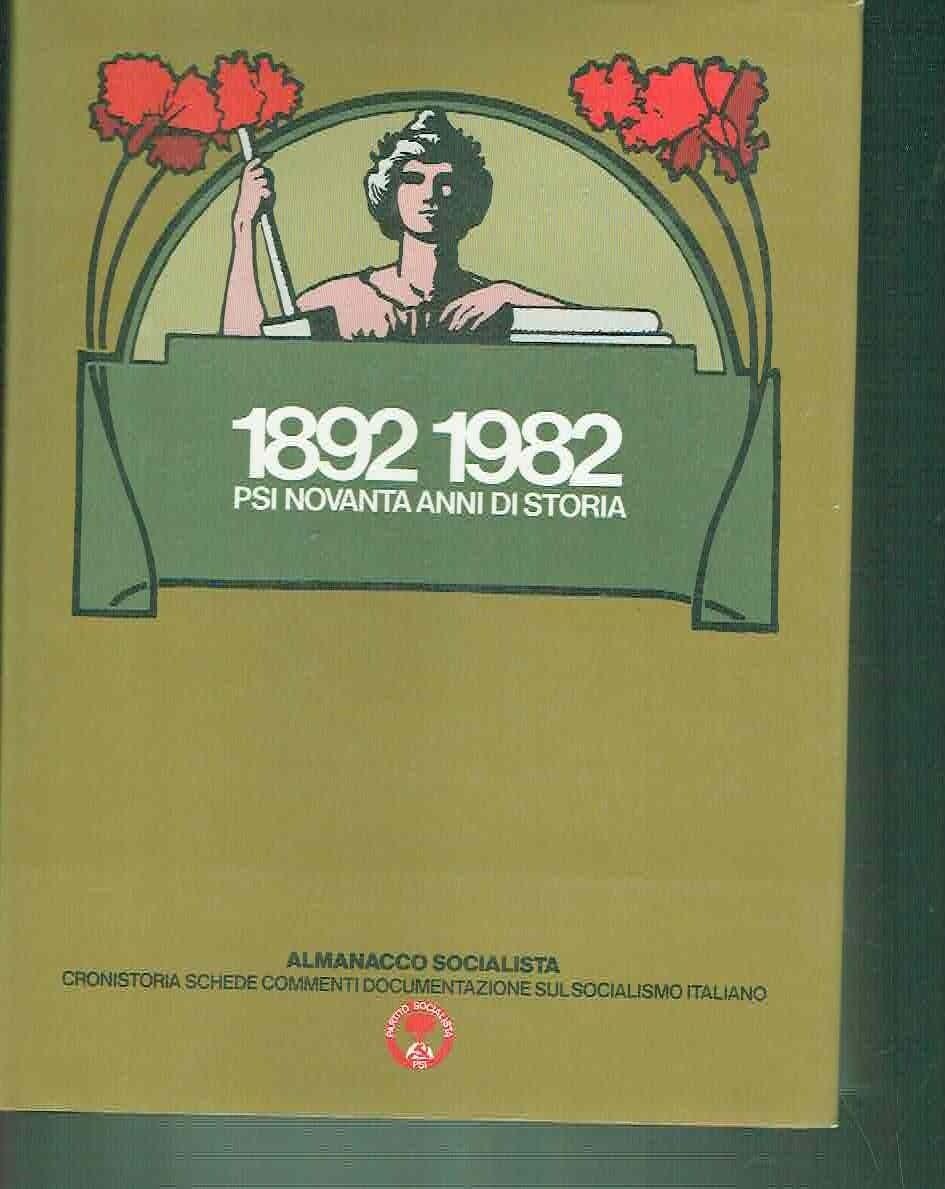 1892 1982
PSI NOVANTA ANNI DI STORIA
ALMANACCO SOCIALISTA
CRONISTORIA SCHEDE COMMENTI DOCUMENTAZIONE SUL SOCIALISMO ITALIANO
PARTITO SOCIALISTA
PSI